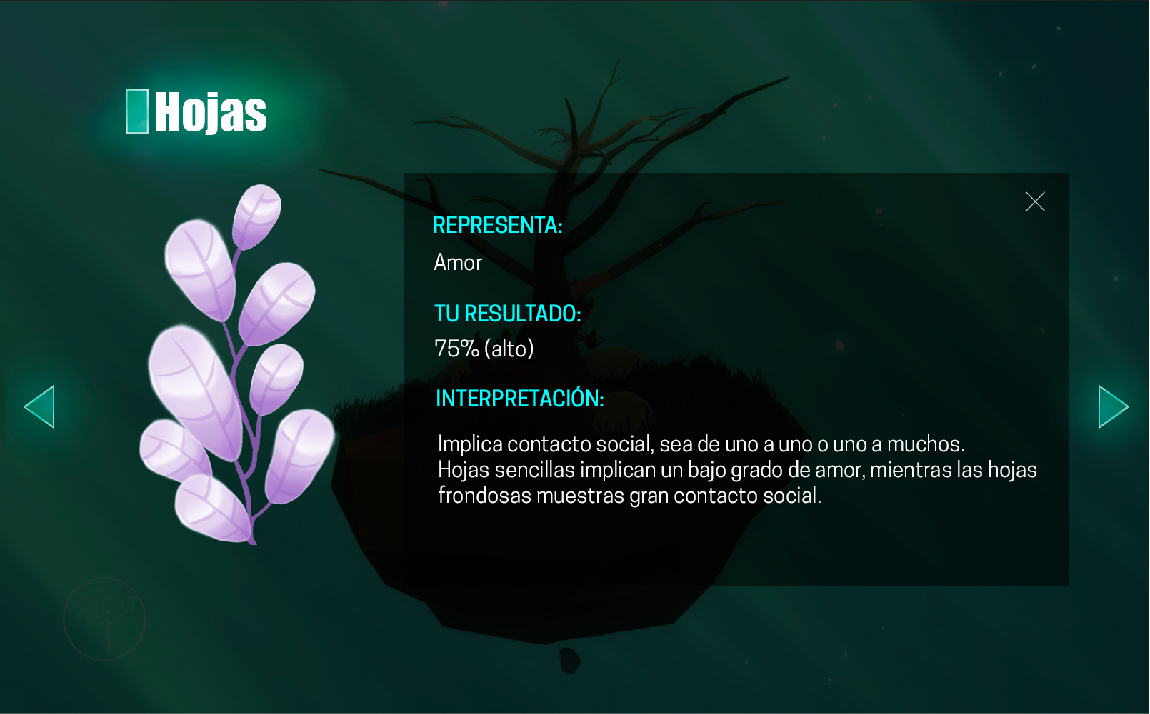 Hojas
REPRESENTA:
Amor
TU RESULTADO:
75% (alto)
INTERPRETACIÓN:
Implica contacto social, sea de uno a uno o uno a muchos.
Hojas sencillas implican un bajo grado de amor, mientras las hojas
frondosas muestras gran contacto social.